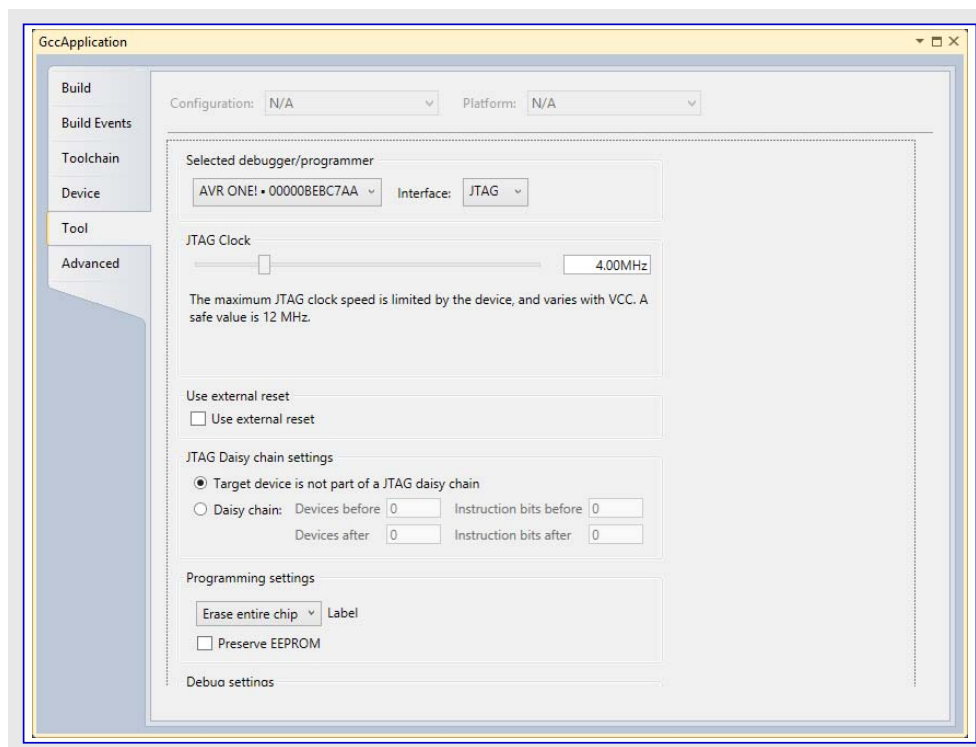 GccApplication
Build
Build Events
Toolchain
Device
Tool
Advanced
Configuration: N/A Platform: N/A
Selected debugger/programmer
AVR ONE! • 00000BEBC7AA Interface: JTAG
JTAG Clock
4.00MHz
The maximum JTAG clock speed is limited by the device, and varies with VCC. A
safe value is 12 MHz.
Use external reset
Use external reset
JTAG Daisy chain settings
Target device is not part of a JTAG daisy chain
Daisy chain: Devices before 0 Instruction bits before 0
Devices after 0 Instruction bits after 0
Programming settings
Erase entire chip Label
Preserve EEPROM
Debug settings